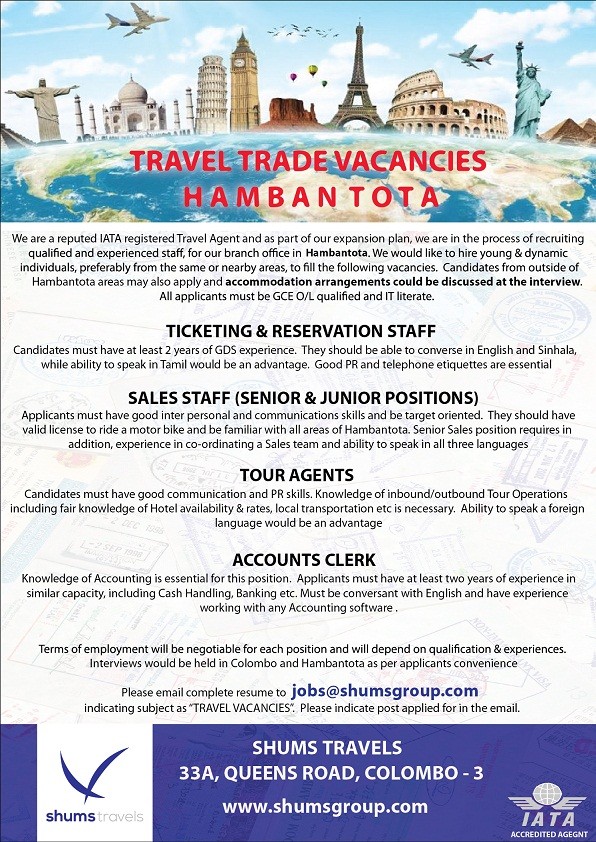 TRAVEL TRADE VACANCIES
HAMBANTOTA
We are a reputed IATA registered Travel Agent and as part of our expansion plan, we are in the process of recruiting
qualified and experienced staff, for our branch office in Hambantota. We would like to hire young & dynamic
individuals, preferably from the same or nearby areas, to fill the following vacancies.  Candidates from outside of
Hambantota areas may also apply and accommodation arrangements could be discussed at the interview.
All applicants must be GCE O/L qualified and IT literate.
TICKETING & RESERVATION STAFF
Candidates must have at least 2 years of GDS experience.  They should be able to converse in English and Sinhala,
while ability to speak in Tamil would be an advantage.  Good PR and telephone etiquettes are essential
SALES STAFF (SENIOR & JUNIOR POSITIONS)
Applicants must have good inter personal and communications skills and be target oriented.  They should have
valid license to ride a motor bike and be familiar with all areas of Hambantota. Senior Sales position requires in
addition, experience in co-ordinating a Sales team and ability to speak in all three languages
TOUR AGENTS
Candidates must have good communication and PR skills. Knowledge of inbound/outbound Tour Operations
including fair knowledge of Hotel availability & rates, local transportation etc is necessary.  Ability to speak a foreign
language would be an advantage
ACCOUNTS CLERK
Knowledge of Accounting is essential for this position.  Applicants must have at least two years of experience in
similar capacity, including Cash Handling, Banking etc. Must be conversant with English and have experience
working with any Accounting software .
Terms of employment will be negotiable for each position and will depend on qualification & experiences.
Interviews would be held in Colombo and Hambantota as per applicants convenience
Please email complete resume to jobs@shumsgroup.com
indicating subject as "TRAVEL VACANCIES".  Please indicate post applied for in the email.
SHUMS TRAVELS
33A, QUEENS ROAD, COLOMBO - 3
www.shumsgroup.com
shums travels
IATA
ACCREDITED AGEGNT